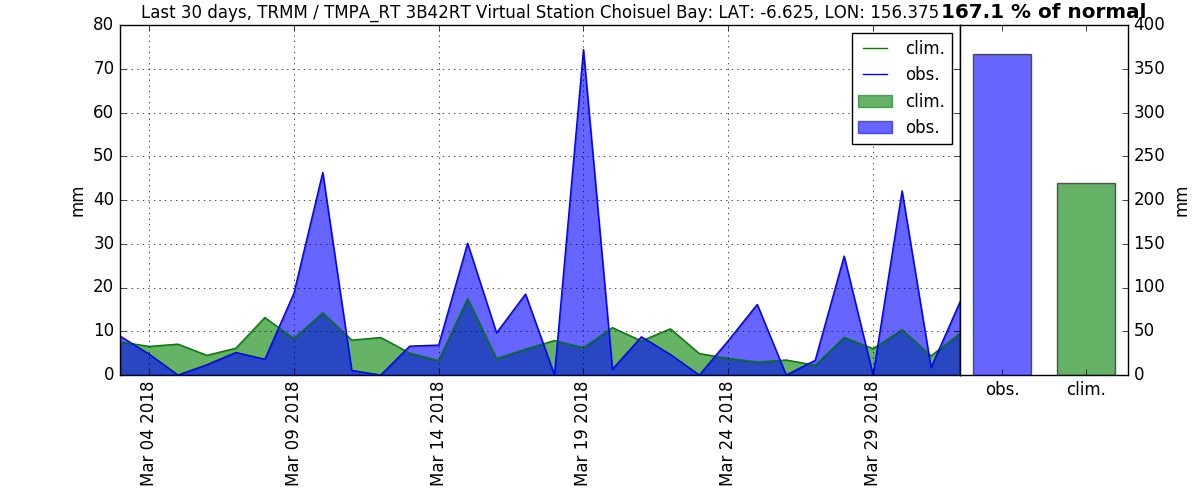 Last 30 days, TRMM / TMPA_RT 3B42RT Virtual Station Choisuel Bay: LAT: -6.625, LON: 156.375
167.1 % of normal
80
70
60
50
40
30
20
10
0
mm
Mar 04 2018
Mar 09 2018
Mar 14 2018
Mar 19 2018
Mar 24 2018
Mar 29 2018
clim.
obs.
clim.
obs.
400
350
300
250
200
150
100
50
0
mm
obs.
clim.